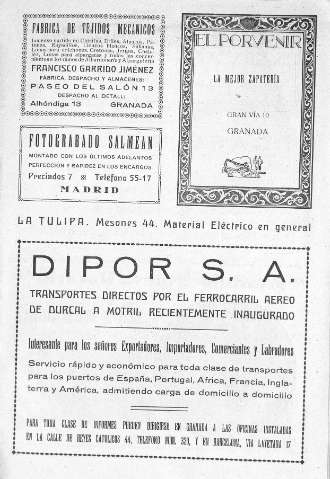 FABRICA DE TEJIDOS MECANICOS
FRANCISCO GARRIDO JIMENEZ
FABRICA, DESPACHO Y ALMACENES:
PASEO DEL SALÓN 13
DESPACHO AL DETALL:
Alhóndiga 13 GRANADA
FOTOGRABADO SALMEAN
MONTADO CON LOS ÚLTIMOS ADELANTOS
PERFECCION Y RAPIDEZ EN LOS ENCARGOS
Preciados 7 Teléfono 55-17
MADRID
EL PORVENIR
LA MEJOR ZAPATERÍA
GRAN VÍA 10
GRANADA
LA TULIPA. Mesones 44. Material Eléctrico en general
DIPOR S. A.
TRANSPORTES DIRECTOS POR EL FERROCARRIL AEREO
DE DURCAL A MOTRIL RECIENTEMENTE INAUGURADO
Interesante para los señores Exportadores, Importadores, Comerciantes y Labradores
Servicio rápido y económico para toda clase de transportes
para los puertos de España, Portugal, Africa, Francia, Ingla-
terra y América, admitiendo carga de domicilio a domicilio
PARA TODA CLASE DE INFORMES PUEDEN DIRIGIRSE EN GRANADA A LAS OFICINAS INSTALADAS
EN LA CALLE DE REYES CATOLICOS 44, TELEFONO NUM. Y EN BARCELONA, VIA LAYETANA 17